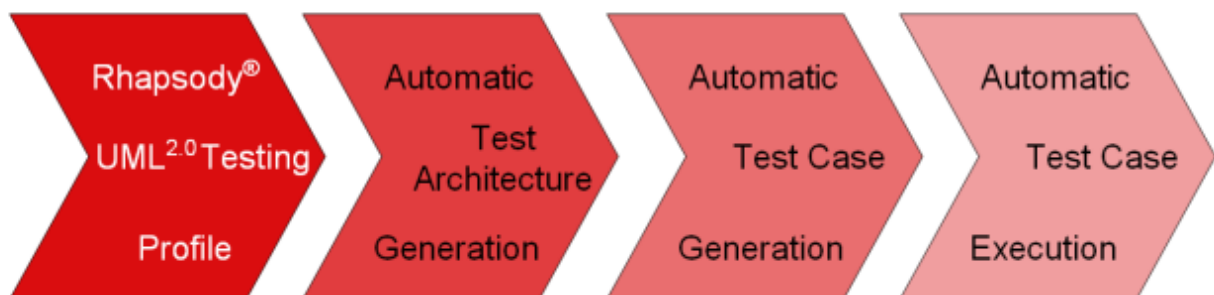 Rhapsody®
UML2.0 Testing
Profile
Automatic
Test
Architecture
Generation
Automatic
Test Case
Generation
Automatic
Test Case
Execution